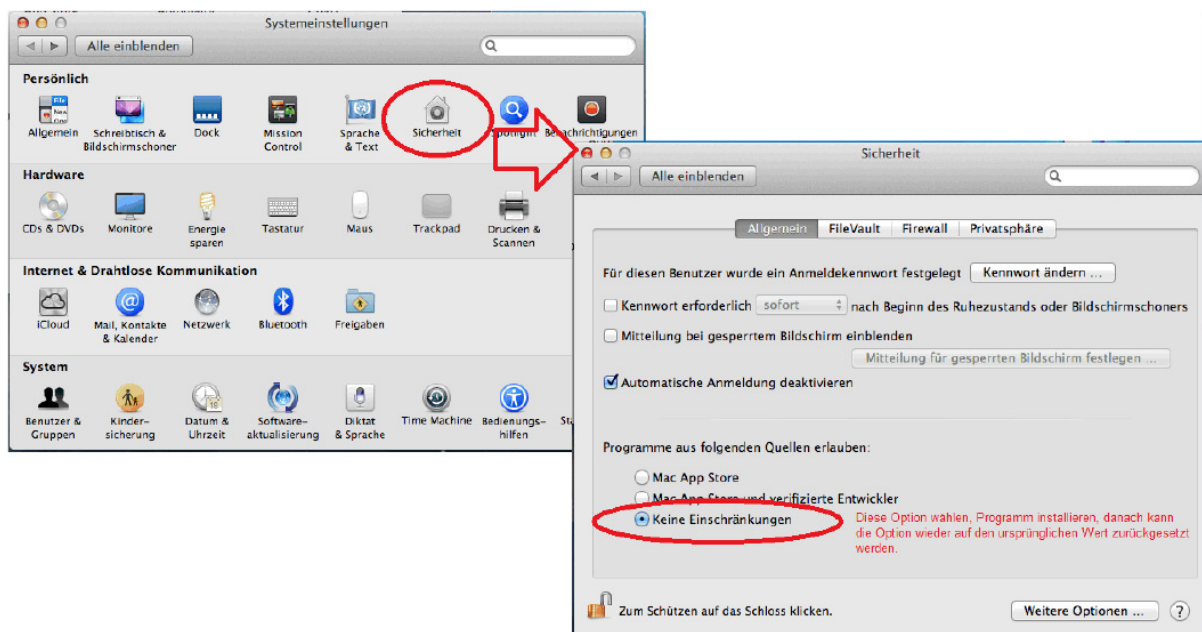 Systemeinstellungen
Alle einblenden
Persönlich
Allgemein
Schreibtisch &
Bildschirmschoner
Dock
Mission
Control
Sprache
& Text
Sicherheit
Spotlight
Benachrichtigungen
Hardware
CDs & DVDs
Monitore
Energie
sparen
Tastatur
Maus
Trackpad
Drucken &
Scannen
Internet & Drahtlose Kommunikation
iCloud
Mail, Kontakte
& Kalender
Netzwerk
Bluetooth
Freigaben
System
Benutzer &
Gruppen
Kinder-
sicherung
Datum &
Uhrzeit
Software-
aktualisierung
Diktat
& Sprache
Time Machine
Bedienungs-
hilfen
Sicherheit
Alle einblenden
Allgemein FileVault Firewall Privatsphäre
Für diesen Benutzer wurde ein Anmeldekennwort festgelegt Kennwort ändern ...
Kennwort erforderlich sofort nach Beginn des Ruhezustands oder Bildschirmschoners
Mitteilung bei gesperrtem Bildschirm einblenden
Mitteilung für gesperrten Bildschirm festlegen ...
Automatische Anmeldung deaktivieren
Programme aus folgenden Quellen erlauben:
Mac App Store
Mac App Store und verifizierte Entwickler
Keine Einschränkungen
Diese Option wählen, Programm installieren, danach kann
die Option wieder auf den ursprünglichen Wert zurückgesetzt
werden.
Zum Schützen auf das Schloss klicken.
Weitere Optionen ... ?